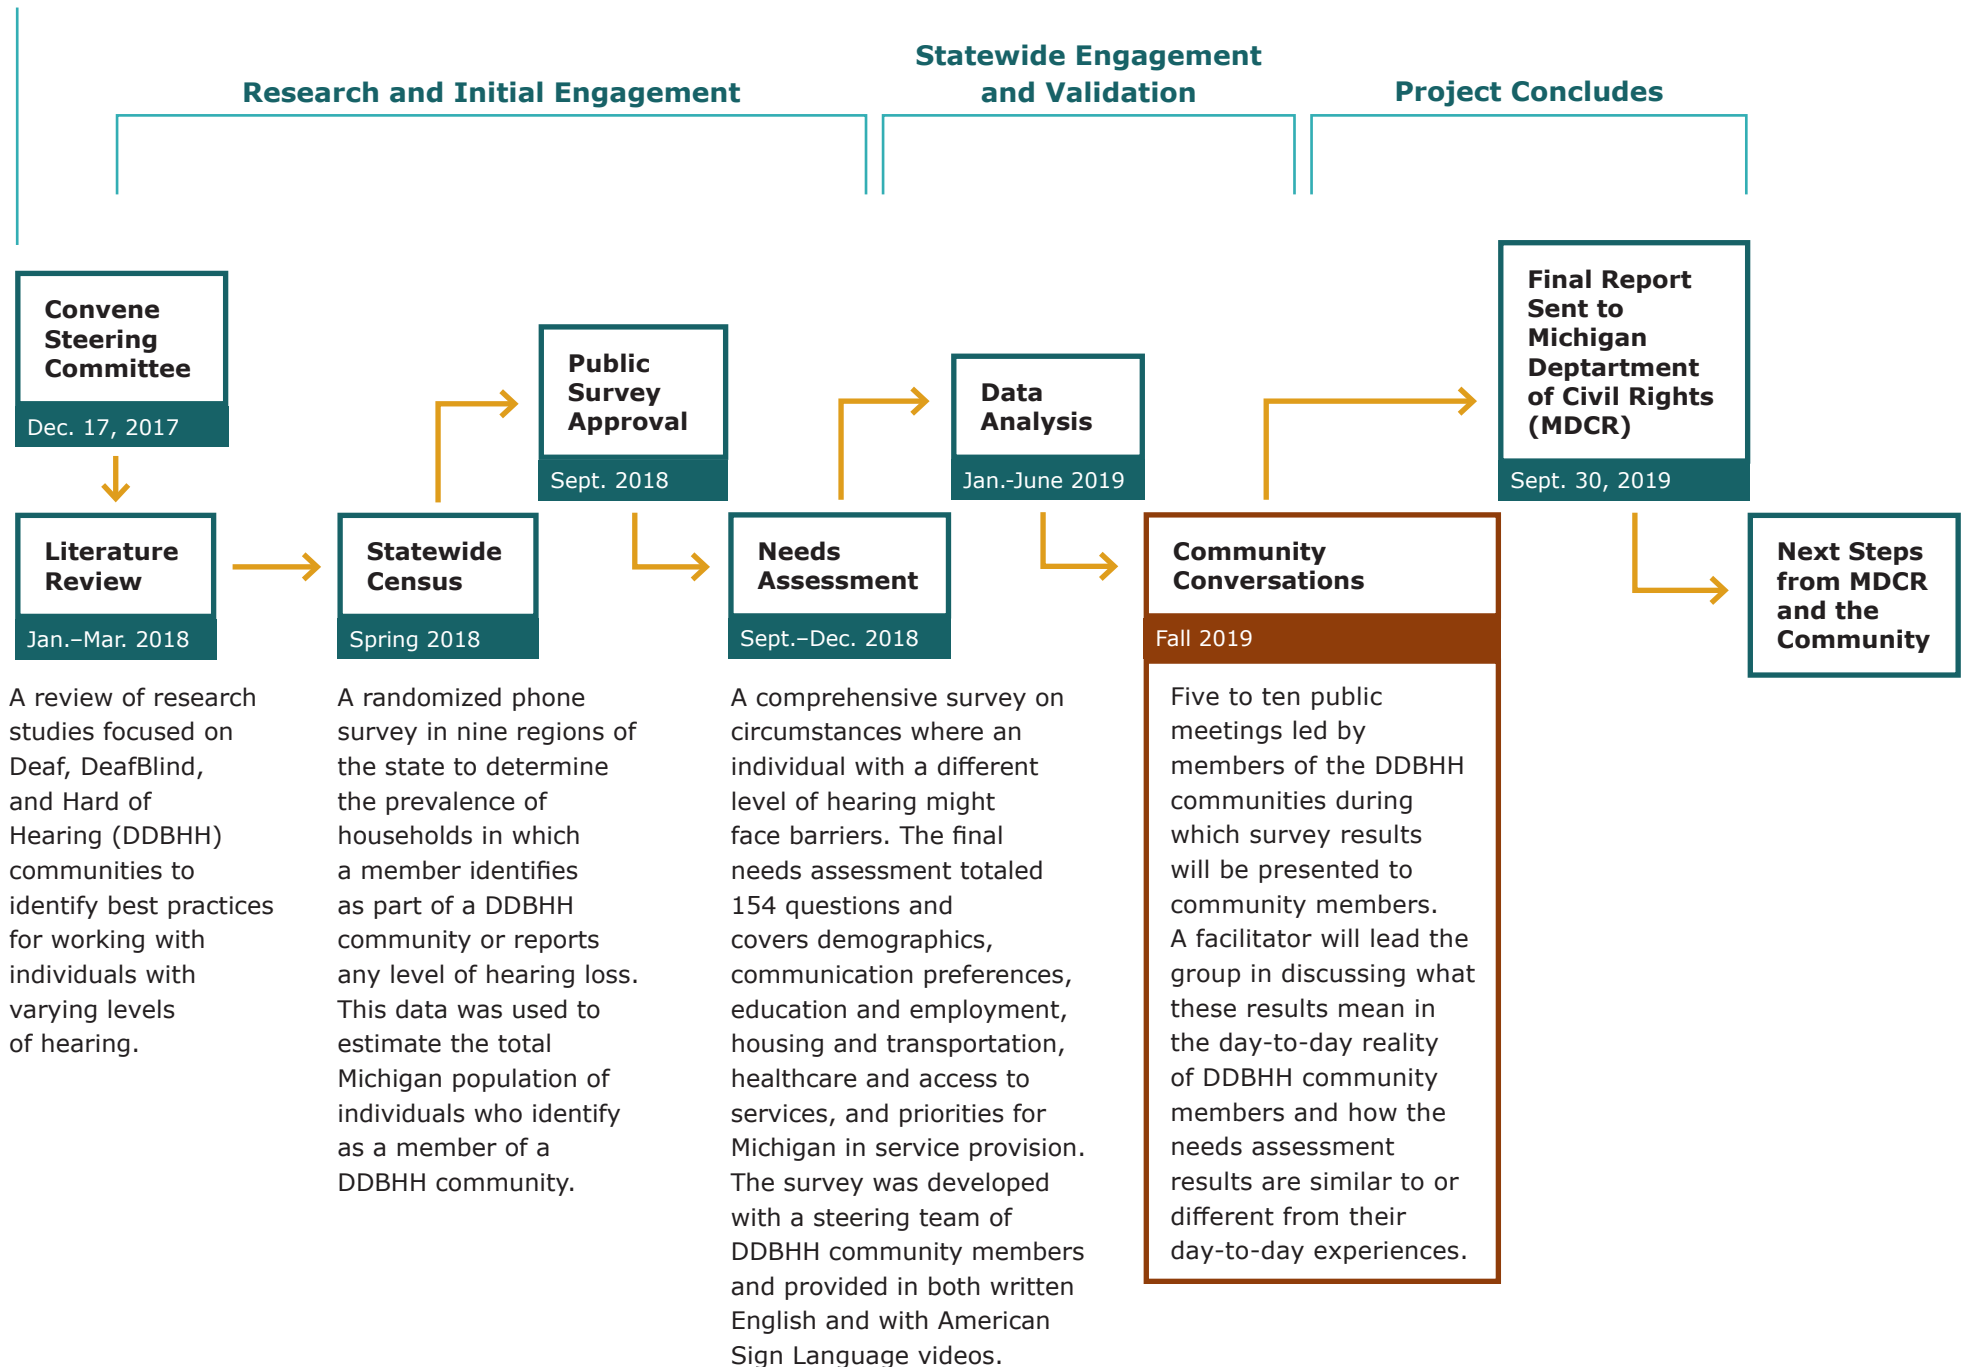 Research and Initial Engagement
Statewide Engagement
and Validation
Project Concludes
Convene
Steering
Committee
Dec. 17, 2017
Literature
Review
Jan.–Mar. 2018
A review of research
studies focused on
Deaf, DeafBlind,
and Hard of
Hearing (DDBHH)
communities to
identify best practices
for working with
individuals with
varying levels
of hearing.
Statewide
Census
Spring 2018
A randomized phone
survey in nine regions of
the state to determine
the prevalence of
households in which
a member identifies
as part of a DDBHH
community or reports
any level of hearing loss.
This data was used to
estimate the total
Michigan population of
individuals who identify
as a member of a
DDBHH community.
Public
Survey
Approval
Sept. 2018
Needs
Assessment
Sept.–Dec. 2018
A comprehensive survey on
circumstances where an
individual with a different
level of hearing might
face barriers. The final
needs assessment totaled
154 questions and
covers demographics,
communication preferences,
education and employment,
housing and transportation,
healthcare and access to
services, and priorities for
Michigan in service provision.
The survey was developed
with a steering team of
DDBHH community members
and provided in both written
English and with American
Sign Language videos.
Data
Analysis
Jan.-June 2019
Community
Conversations
Fall 2019
Five to ten public
meetings led by
members of the DDBHH
communities during
which survey results
will be presented to
community members.
A facilitator will lead the
group in discussing what
these results mean in
the day-to-day reality
of DDBHH community
members and how the
needs assessment
results are similar to or
different from their
day-to-day experiences.
Final Report
Sent to
Michigan
Deptartment
of Civil Rights
(MDCR)
Sept. 30, 2019
Next Steps
from MDCR
and the
Community